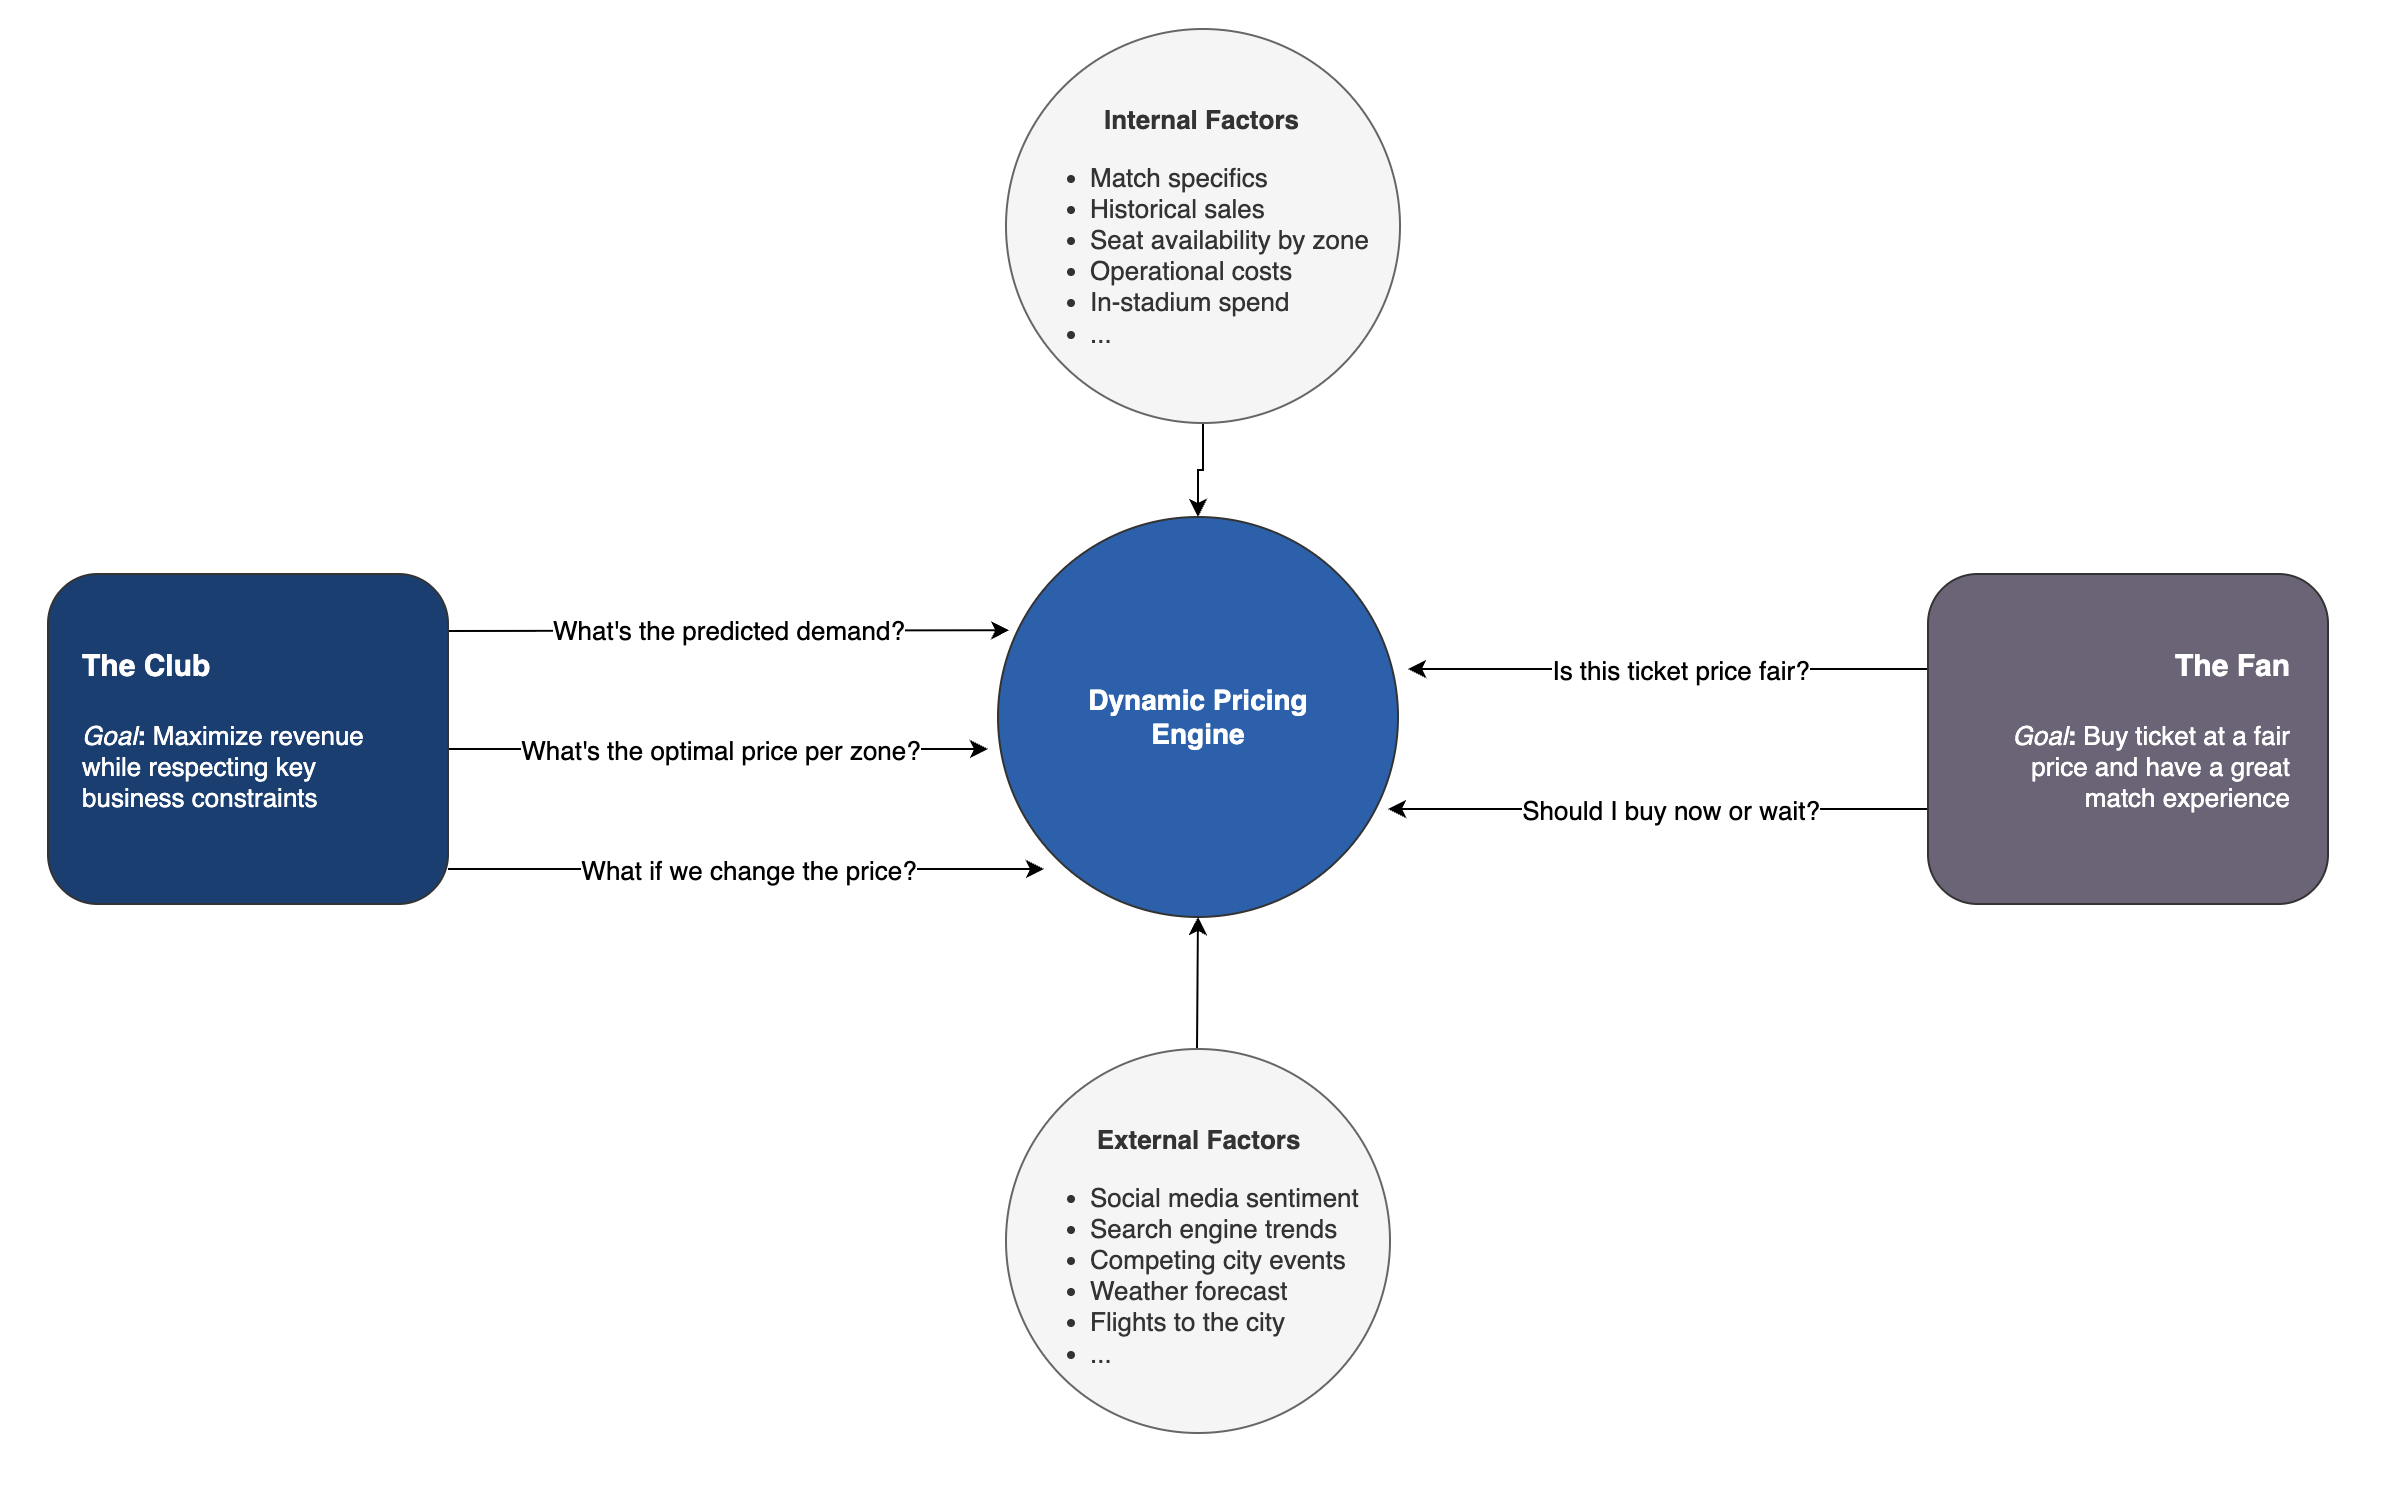 Internal Factors
• Match specifics
• Historical sales
• Seat availability by zone
• Operational costs
• In-stadium spend
• ...
The Club
Goal: Maximize revenue
while respecting key
business constraints
What's the predicted demand?
What's the optimal price per zone?
What if we change the price?
Dynamic Pricing
Engine
Is this ticket price fair?
Should I buy now or wait?
The Fan
Goal: Buy ticket at a fair
price and have a great
match experience
External Factors
• Social media sentiment
• Search engine trends
• Competing city events
• Weather forecast
• Flights to the city
• ...